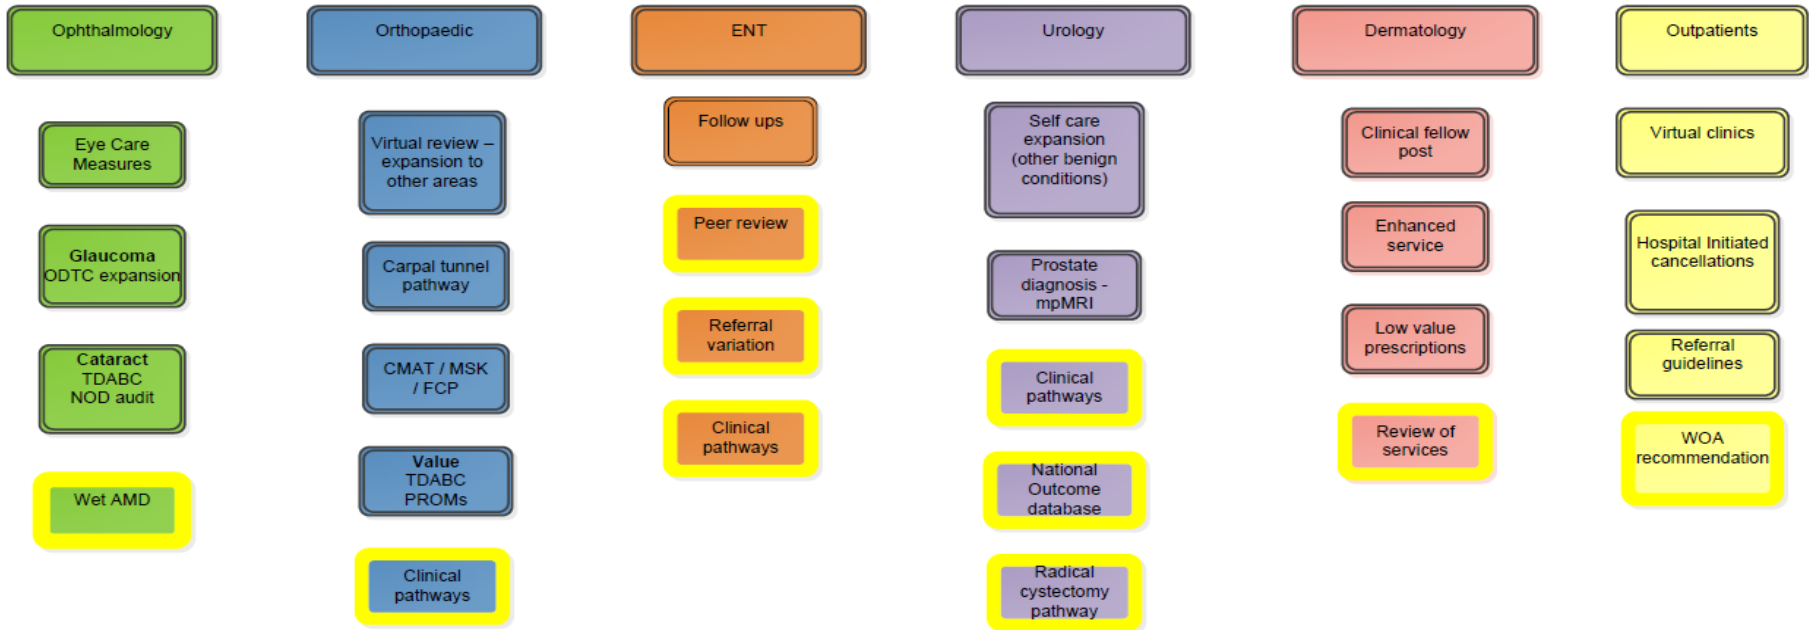 Ophthalmology
Orthopaedic
ENT
Urology
Dermatology
Outpatients
Eye Care
Measures
Glaucoma
ODTC expansion
Cataract
TDABC
NOD audit
Wet AMD
Virtual review –
expansion to
other areas
Carpal tunnel
pathway
CMAT / MSK
/ FCP
Value
TDABC
PROMs
Clinical
pathways
Follow ups
Peer review
Referral
variation
Clinical
pathways
Self care
expansion
(other benign
conditions)
Prostate
diagnosis -
mpMRI
Clinical
pathways
National
Outcome
database
Radical
cystectomy
pathway
Clinical fellow
post
Enhanced
service
Low value
prescriptions
Review of
services
Virtual clinics
Hospital Initiated
cancellations
Referral
guidelines
WOA
recommendation